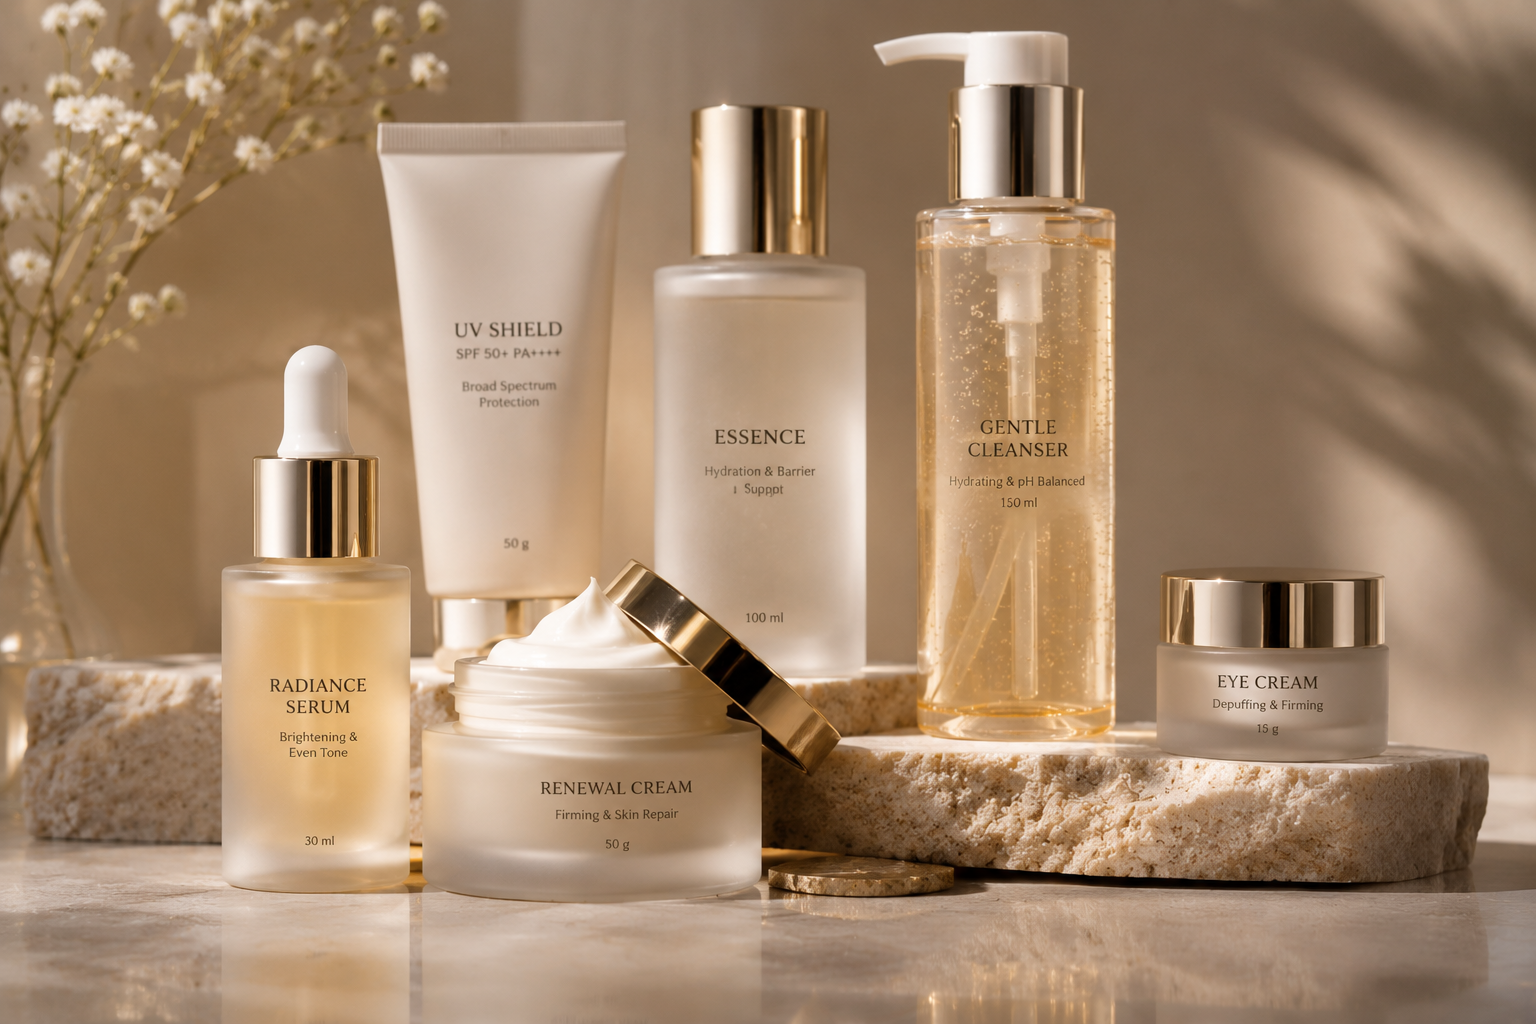 UV SHIELD
SPF 50+ PA++++
Broad Spectrum
Protection
50 g
ESSENCE
Hydration & Barrier
ı Suppɒt
100 ml
GENTLE
CLEANSER
Hydrating & pH Balanced
150 ml
RADIANCE
SERUM
Brightening &
Even Tone
30 ml
RENEWAL CREAM
Firming & Skin Repair
50 g
EYE CREAM
Depuffing & Firming
15 g